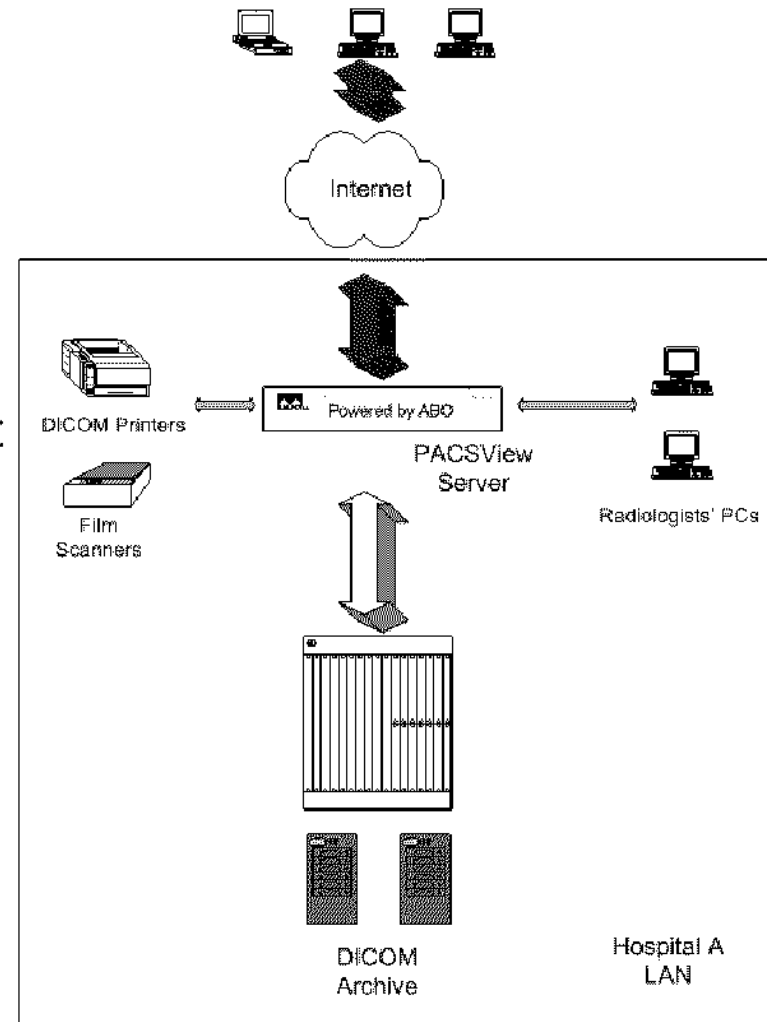 Internet
Powered by ABO
DICOM Printers
PACSView
Server
Film
Scanners
Radiologists' PCs
DICOM
Archive
Hospital A
LAN